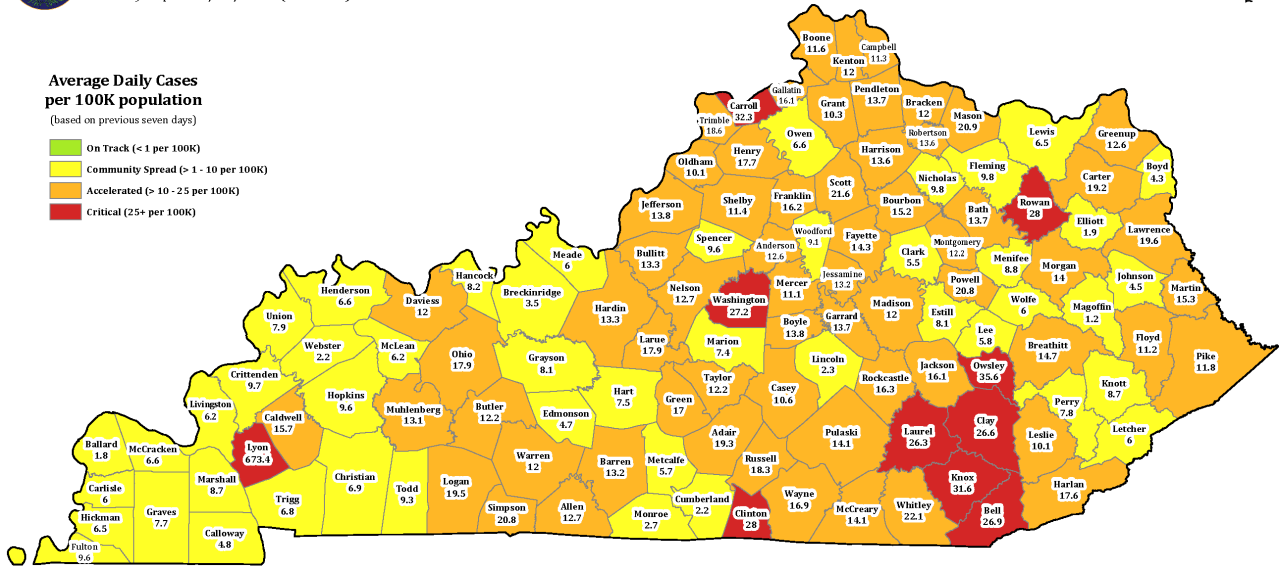 Average Daily Cases
per 100K population
(based on previous seven days)
On Track (< 1 per 100K)
Community Spread (> 1 - 10 per 100K)
Accelerated (> 10 - 25 per 100K)
Critical (25+ per 100K)
Boone
11.6
Kenton
12
Campbell
11.3
Gallatin
16.1
Carroll
32.3
Trimble
18.6
Grant
10.3
Pendleton
13.7
Bracken
12
Mason
20.9
Robertson
13.6
Owen
6.6
Lewis
6.5
Greenup
12.6
Boyd
4.3
Henry
17.7
Oldham
10.1
Harrison
13.6
Fleming
9.8
Nicholas
9.8
Carter
19.2
Scott
21.6
Rowan
28
Jefferson
13.8
Shelby
11.4
Franklin
16.2
Bourbon
15.2
Bath
13.7
Elliott
1.9
Lawrence
19.6
Woodford
9.1
Fayette
14.3
Spencer
9.6
Anderson
12.6
Montgomery
12.2
Clark
5.5
Bullitt
13.3
Meade
6
Menifee
8.8
Morgan
14
Johnson
4.5
Martin
15.3
Hancock
8.2
Breckinridge
3.5
Nelson
12.7
Mercer
11.1
Jessamine
13.2
Powell
20.8
Henderson
6.6
Daviess
12
Washington
27.2
Madison
12
Wolfe
6
Magoffin
1.2
Union
7.9
Hardin
13.3
Estill
8.1
Garrard
13.7
Boyle
13.8
Lee
5.8
Floyd
11.2
Webster
2.2
McLean
6.2
Larue
17.9
Marion
7.4
Breathitt
14.7
Ohio
17.9
Grayson
8.1
Lincoln
2.3
Pike
11.8
Crittenden
9.7
Taylor
12.2
Rockcastle
16.3
Jackson
16.1
Owsley
35.6
Knott
8.7
Hopkins
9.6
Hart
7.5
Casey
10.6
Green
17
Livingston
6.2
Muhlenberg
13.1
Butler
12.2
Edmonson
4.7
Perry
7.8
Caldwell
15.7
Clay
26.6
Letcher
6
Laurel
26.3
Pulaski
14.1
Adair
19.3
Leslie
10.1
Ballard
1.8
McCracken
6.6
Lyon
673.4
Warren
12
Barren
13.2
Metcalfe
5.7
Russell
18.3
Knox
31.6
Marshall
8.7
Christian
6.9
Todd
9.3
Logan
19.5
Harlan
17.6
Carlisle
6
Trigg
6.8
Cumberland
2.2
Wayne
16.9
Whitley
22.1
Graves
7.7
Simpson
20.8
Allen
12.7
Monroe
2.7
Clinton
28
McCreary
14.1
Bell
26.9
Hickman
6.5
Calloway
4.8
Fulton
9.6